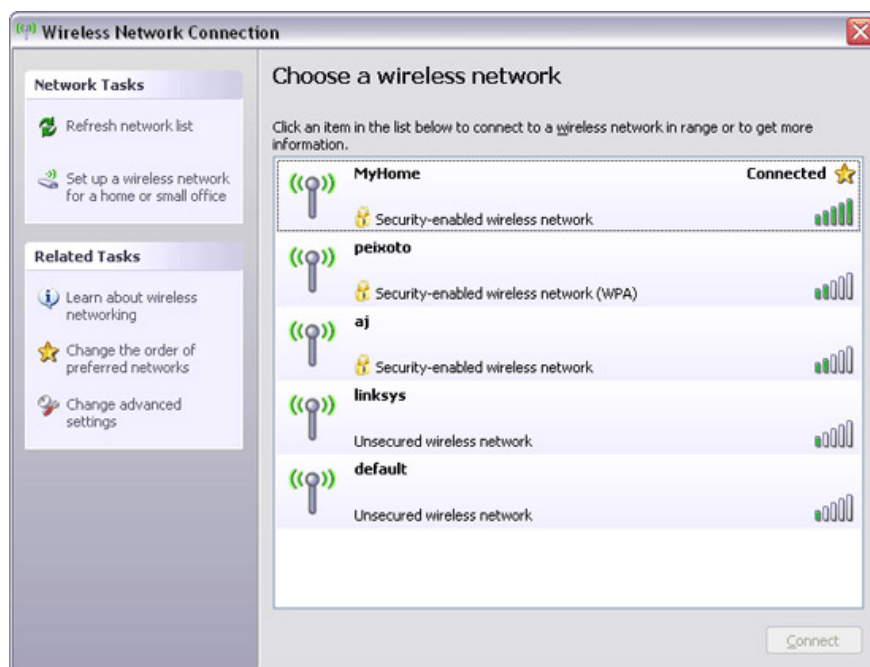 Wireless Network Connection
Network Tasks
Refresh network list
Set up a wireless network
for a home or small office
Related Tasks
Learn about wireless
networking
Change the order of
preferred networks
Change advanced
settings
Choose a wireless network
Click an item in the list below to connect to a wireless network in range or to get more
information.
MyHome
Connected
Security-enabled wireless network
peixoto
Security-enabled wireless network (WPA)
aj
Security-enabled wireless network
linksys
Unsecured wireless network
default
Unsecured wireless network
Connect